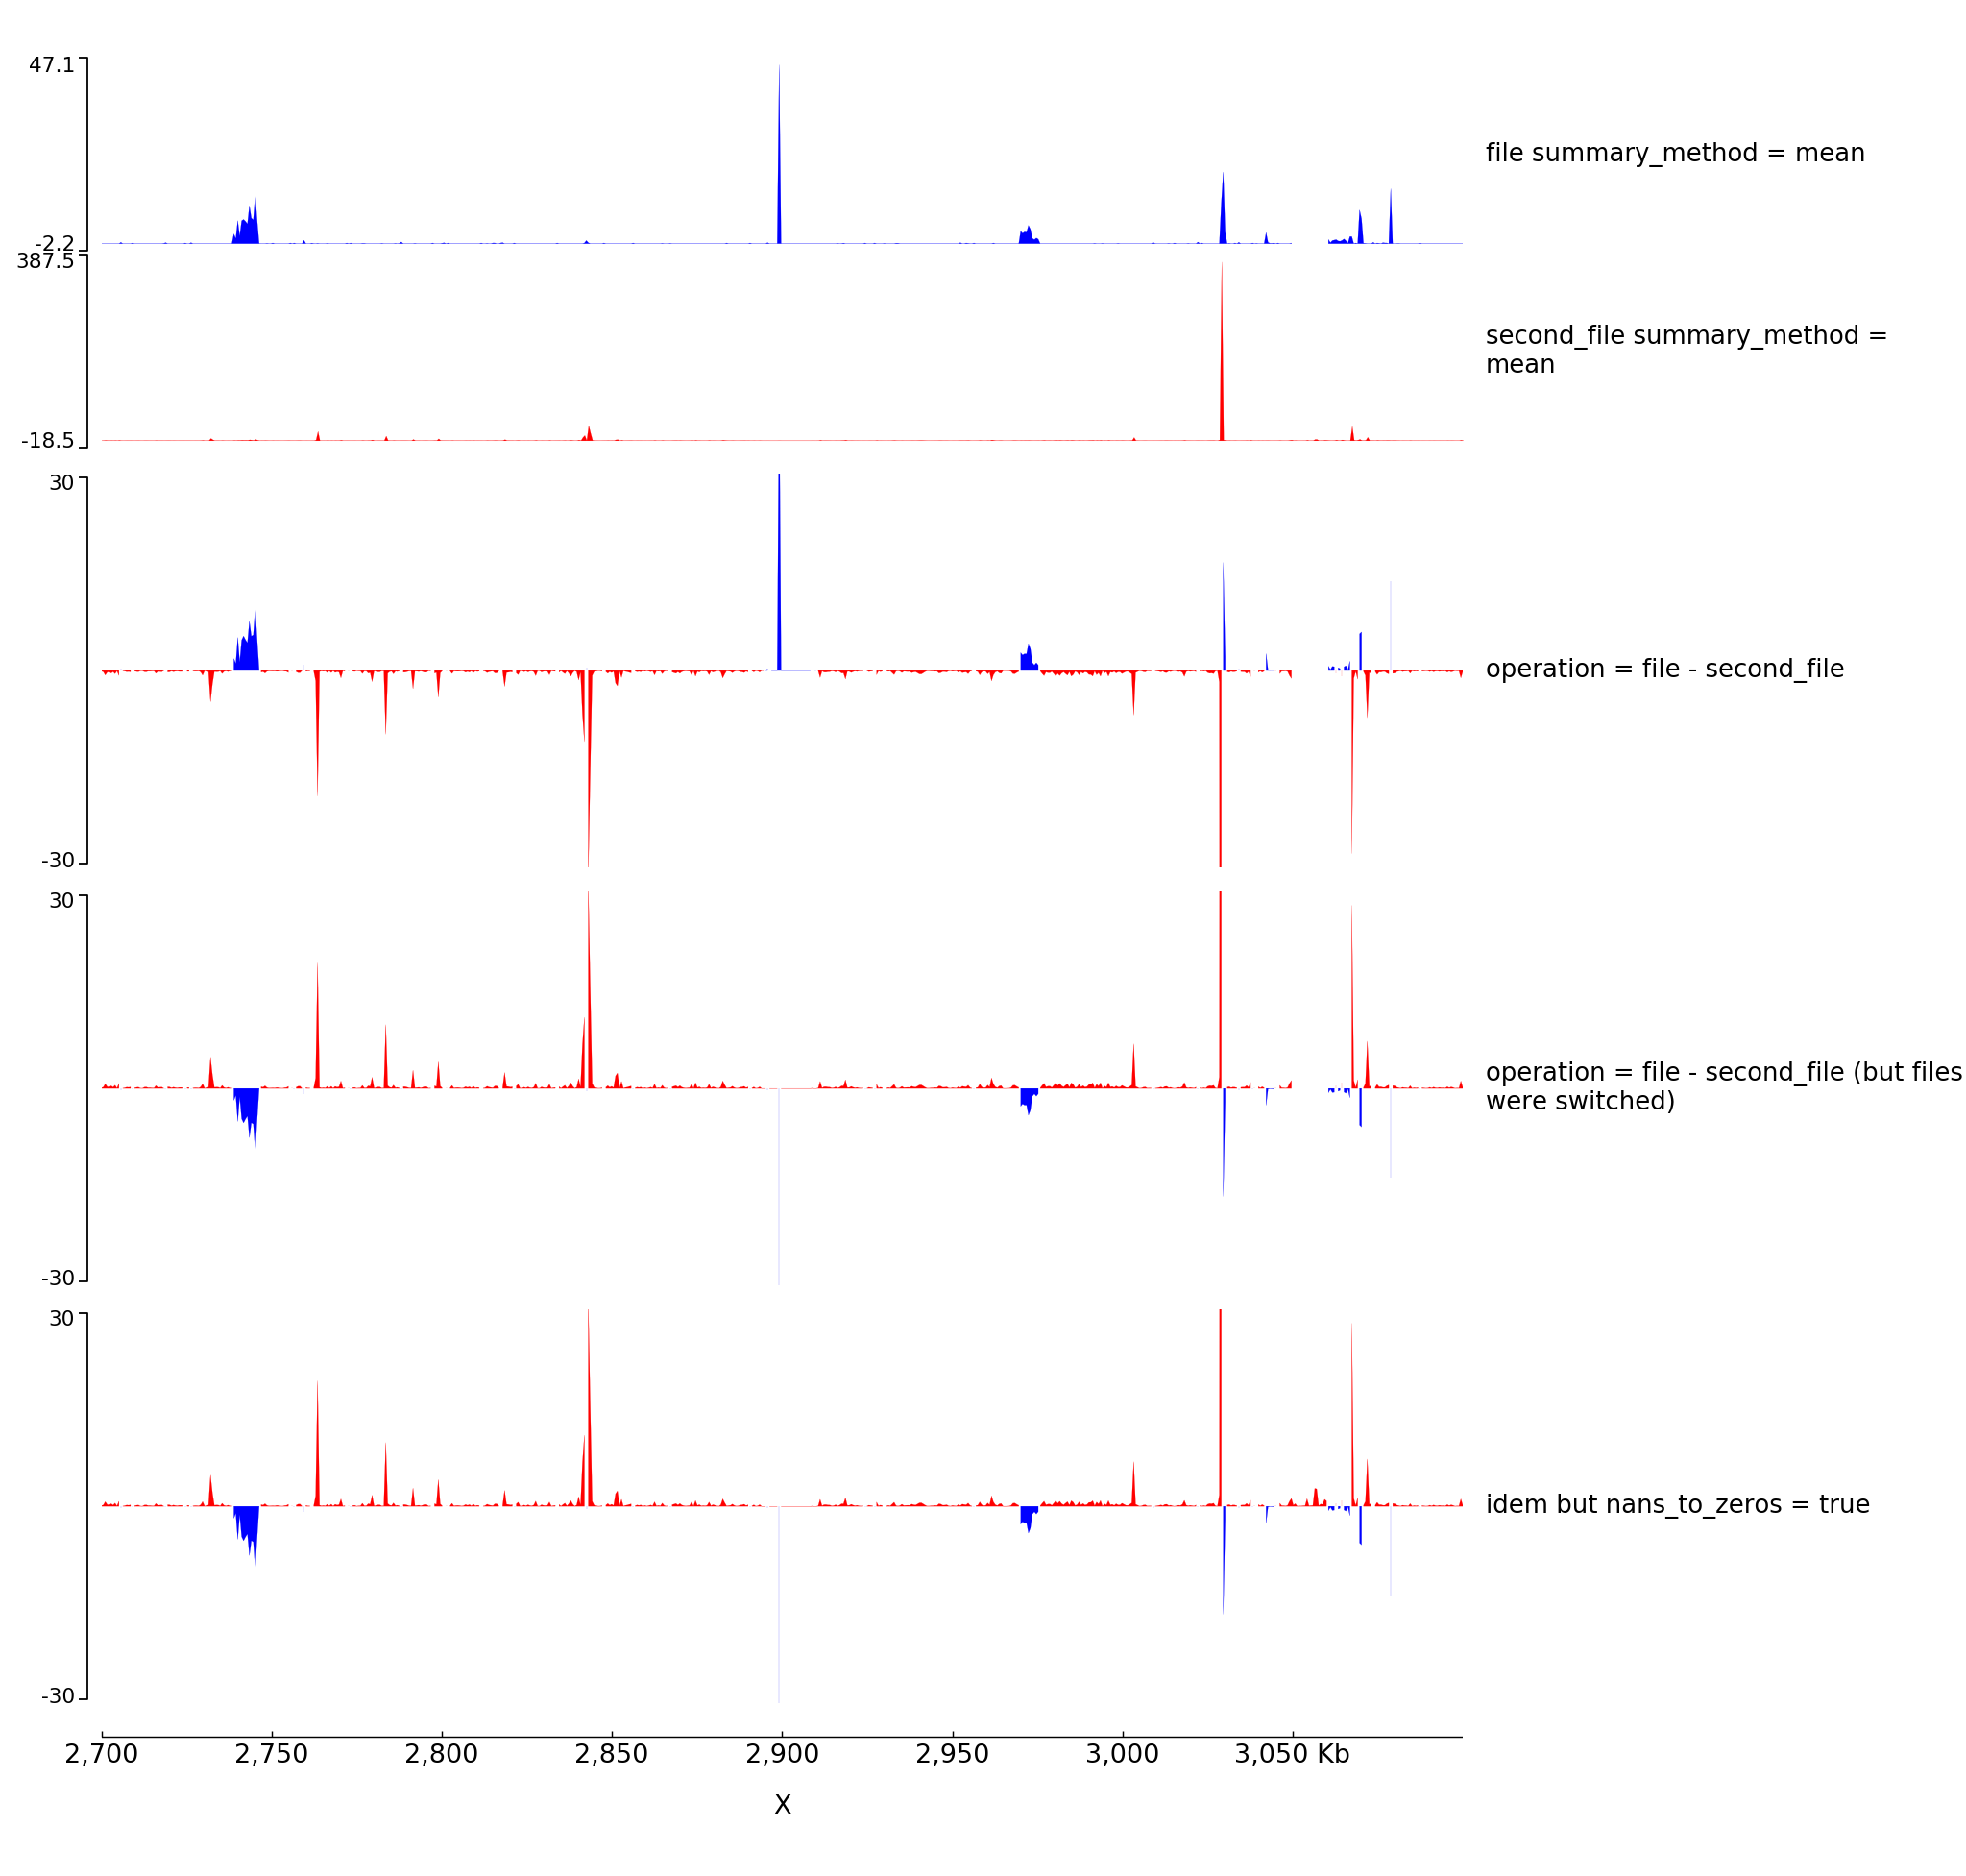 47.1
file summary_method = mean
-2.2
387.5
second_file summary_method =
mean
-18.5
30
operation = file - second_file
-30
30
operation = file - second_file (but files
were switched)
-30
30
idem but nans_to_zeros = true
-30
2,700 2,750 2,800 2,850 2,900 2,950 3,000 3,050 Kb
X